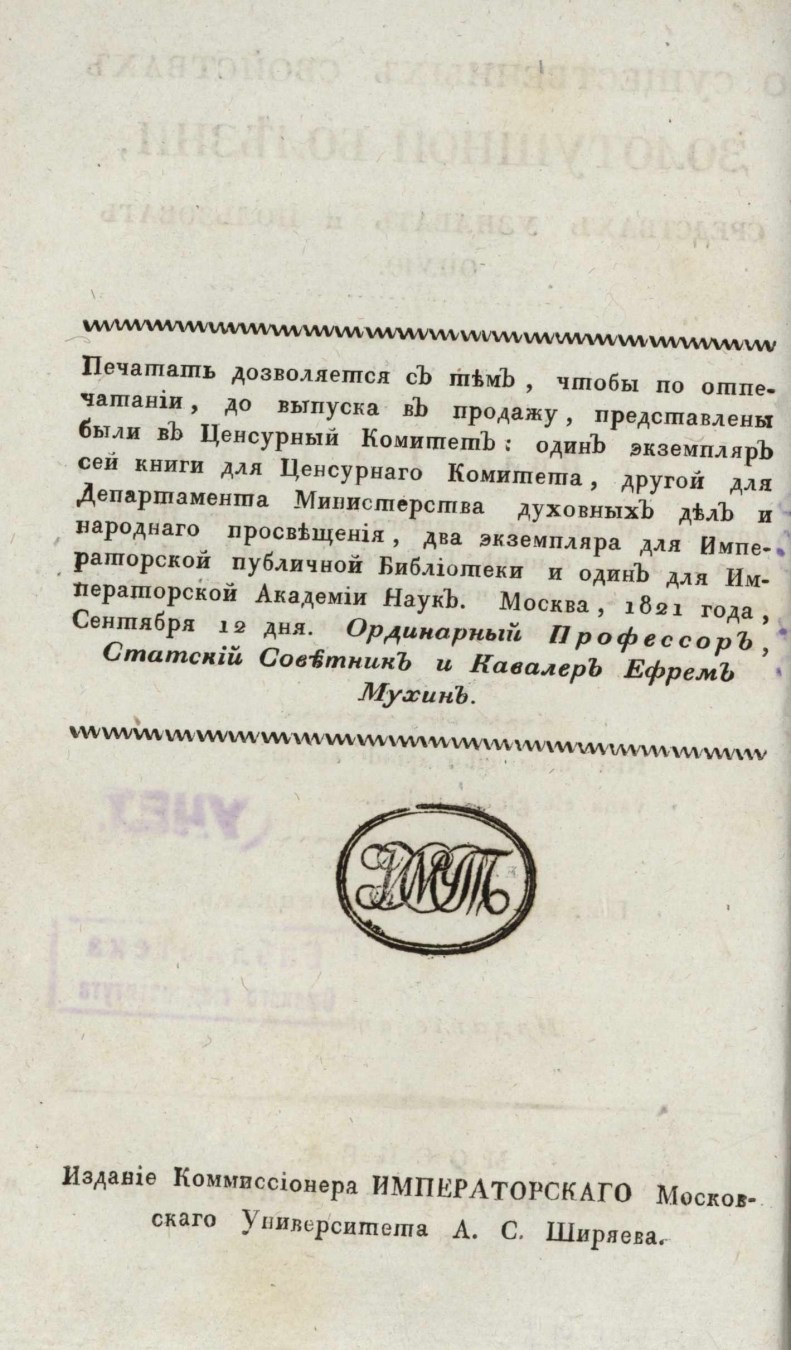 Печатать дозволяется съ тѣмъ, чтобы по отпе-
чатаніи, до выпуска въ продажу, представлены
были въ Ценсурный Комитетъ: одинъ экземпляръ
сей книги для Ценсурнаго Комитета, другой для
Департамента Министерства духовныхъ дѣлъ и
народнаго просвѣщенія, два экземпляра для Импе-
раторской публичной Библіотеки и одинъ для Им-
ператорской Академіи Наукъ. Москва, 1821 года,
Сентября 12 дня. Ординарный Профессоръ,
Статскій Совѣтникъ и Кавалеръ Ефремъ
Мухинъ.
Изданіе Коммиссіонера ИМПЕРАТОРСКАГО Москов-
скаго Университета А. С. Ширяева.